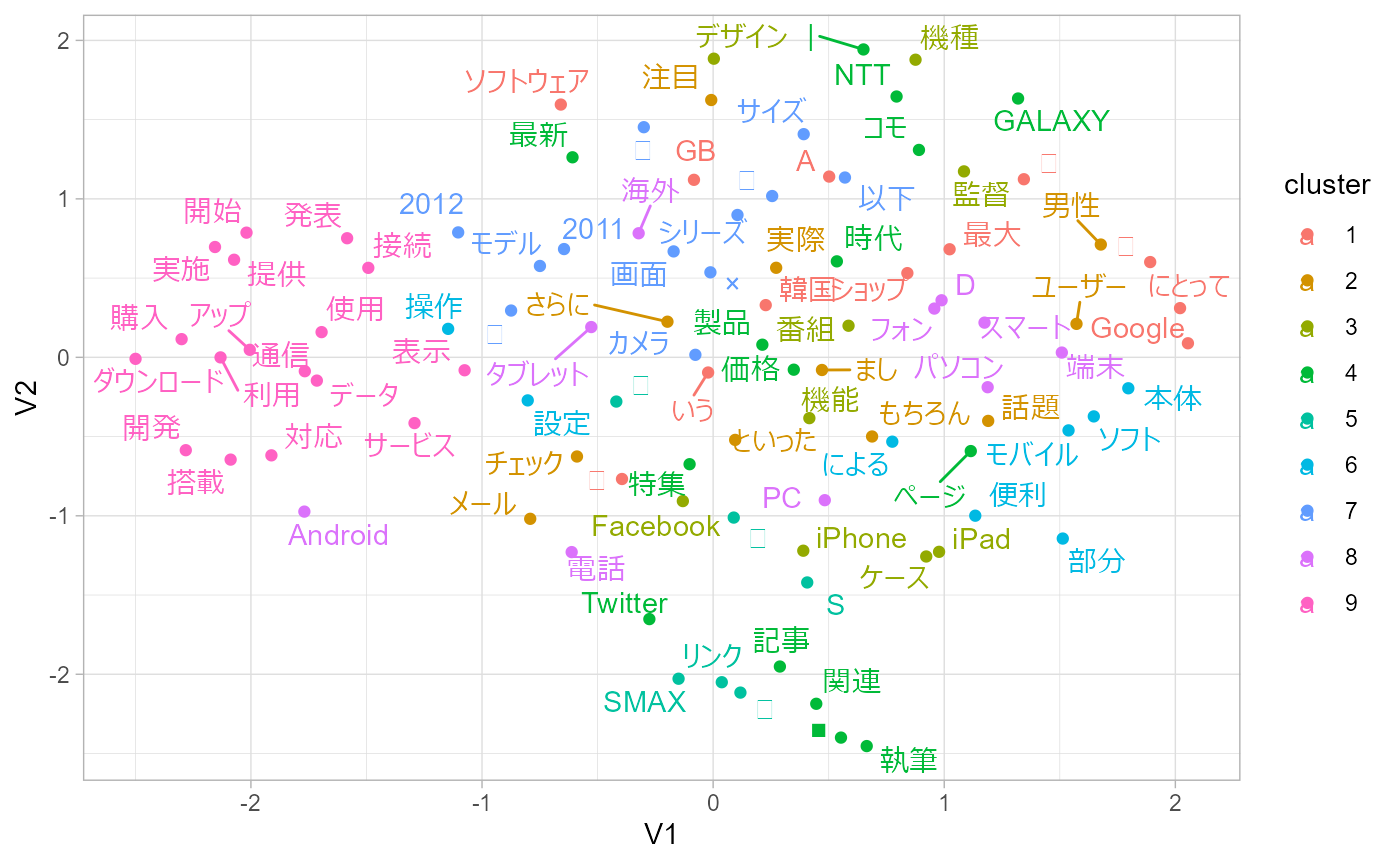 2
1
0
-1
-2
V2
デザイン
|
機種
ソフトウェア
注目
NTT
最新
サイズ
コモ
GALAXY
GB
A
2012
海外
以下
監督
男性
開始
発表
接続
モデル
2011
シリーズ
実際
時代
最大
実施
提供
画面
×
韓国
ショップ
D
ユーザー
にとって
購入
アップ
使用
操作
さらに
製品
番組
フォン
スマート
Google
通信
表示
カメラ
価格
まし
パソコン
端末
ダウンロード
利用
データ
タブレット
いう
機能
もちろん
話題
本体
開発
対応
サービス
設定
といった
による
モバイル
ソフト
搭載
チェック
特集
PC
ページ
便利
メール
Facebook
Android
電話
iPhone
iPad
ケース
部分
Twitter
S
記事
リンク
SMAX
関連
■
執筆
-2
-1
0
1
2
V1
cluster
a 1
a 2
a 3
a 4
a 5
a 6
a 7
a 8
a 9